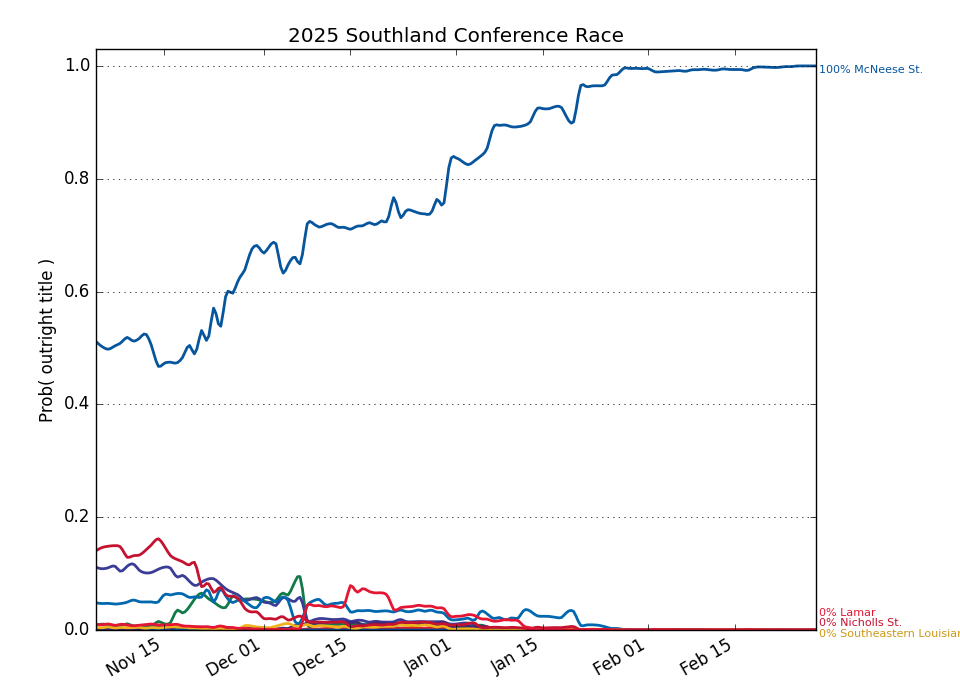 2025 Southland Conference Race
Prob( outright title )
1.0
0.8
0.6
0.4
0.2
0.0
Nov 15
Dec 01
Dec 15
Jan 01
Jan 15
Feb 01
Feb 15
100% McNeese St.
0% Lamar
0% Nicholls St.
0% Southeastern Louisian